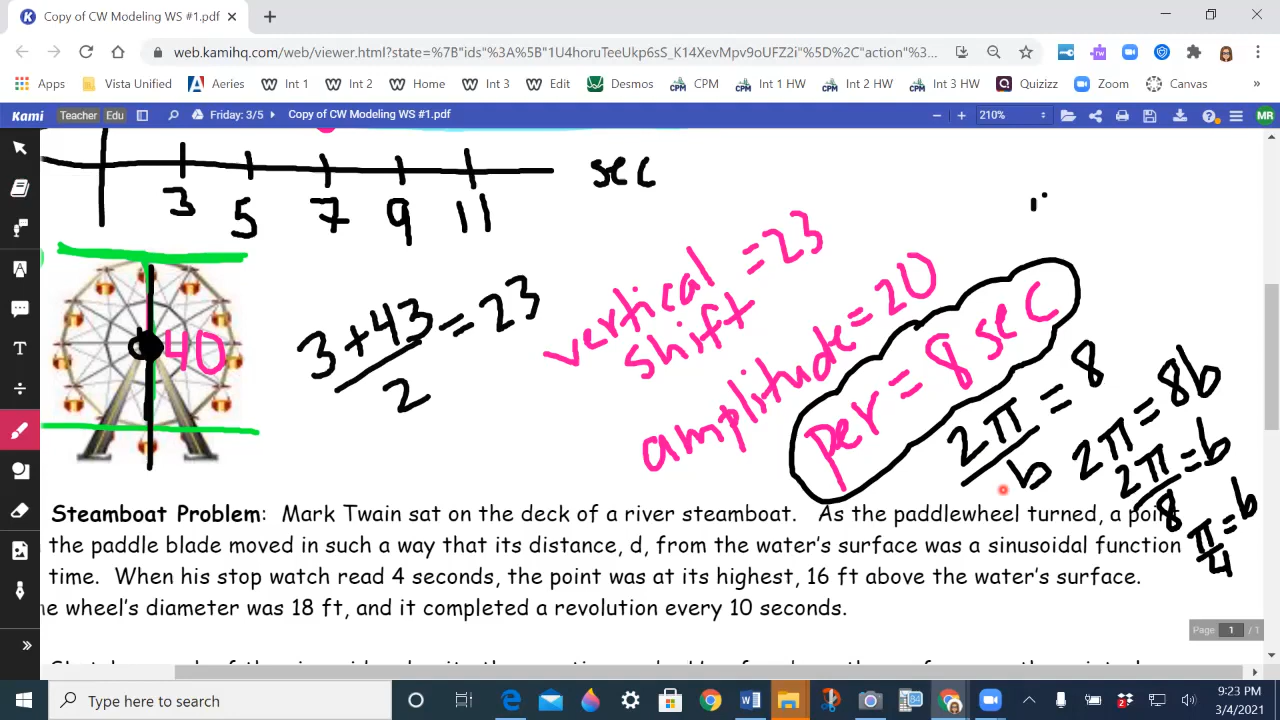 Copy of CW Modeling WS #1.pdf
web.kamihq.com/web/viewer.html?state=%7B"ids"%3A%5B"1U4horuTeeUkp6sS_K14XevMpv9oUFZ2i"%5D%2C"action"%3...
Apps Vista Unified Aeries Int 1 Int 2 Home Int 3 Edit Desmos CPM Int 1 HW Int 2 HW Int 3 HW Quizizz Zoom Canvas »
Kami Teacher Edu Friday: 3/5 Copy of CW Modeling WS #1.pdf 210% MR
sec
3 5 7 9 11
40
3+43/2=23
vertical shift = 23
amplitude=20
per = 8 sec
2π/b = 8
2π = 8b
2π/8 = b
π/4 = b
Steamboat Problem: Mark Twain sat on the deck of a river steamboat. As the paddlewheel turned, a point
the paddle blade moved in such a way that its distance, d, from the water's surface was a sinusoidal function
time. When his stop watch read 4 seconds, the point was at its highest, 16 ft above the water's surface.
he wheel's diameter was 18 ft, and it completed a revolution every 10 seconds.
Page 1 / 1
Type here to search
9:23 PM
3/4/2021